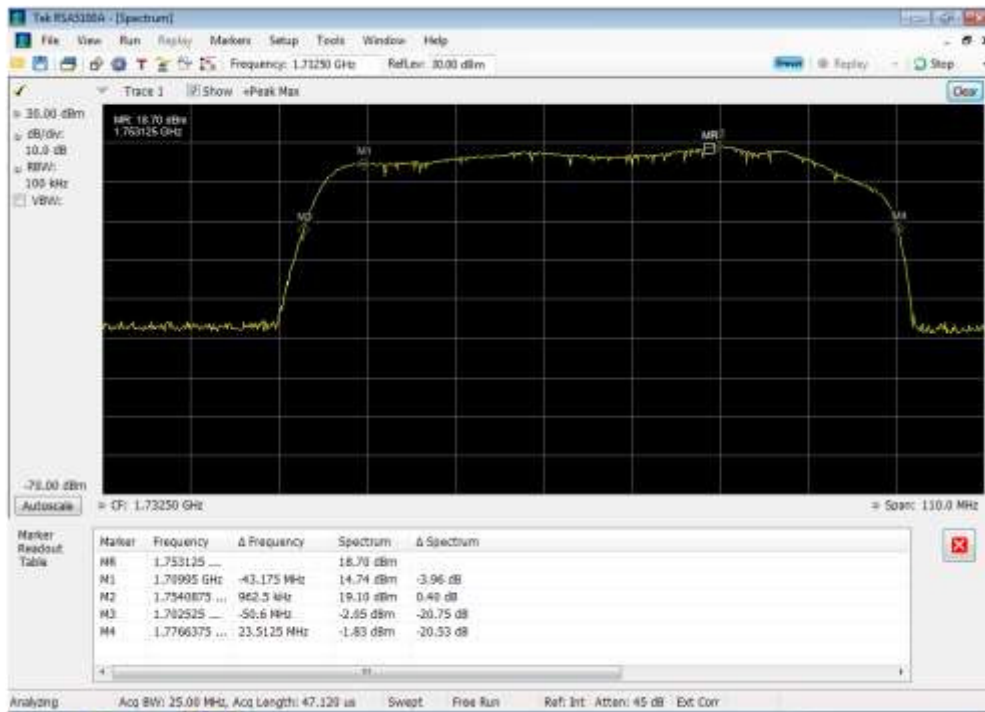 Tek RSA5100A - [Spectrum]
File View Run Replay Markers Setup Tools Window Help
Frequency: 1.73250 GHz RefLev: 30.00 dBm Preset Replay Stop
Trace 1 Show +Peak Max Clear
30.00 dBm
dB/div:
10.0 dB
RBW:
100 kHz
VBW:
MR: 18.70 dBm
1.753125 GHz
M1
MR
M3
M4
-70.00 dBm
Autoscale CF: 1.73250 GHz Span: 110.0 MHz
Marker
Readout
Table
Marker Frequency Δ Frequency Spectrum Δ Spectrum
MR 1.753125 ... 18.70 dBm
M1 1.70995 GHz -43.175 MHz 14.74 dBm -3.96 dB
M2 1.7540875 ... 962.5 kHz 19.10 dBm 0.40 dB
M3 1.702525 ... -50.6 MHz -2.05 dBm -20.75 dB
M4 1.7766375 ... 23.5125 MHz -1.83 dBm -20.53 dB
Analyzing Acq BW: 25.00 MHz, Acq Length: 47.120 us Swept Free Run Ref: Int Atten: 45 dB Ext Corr